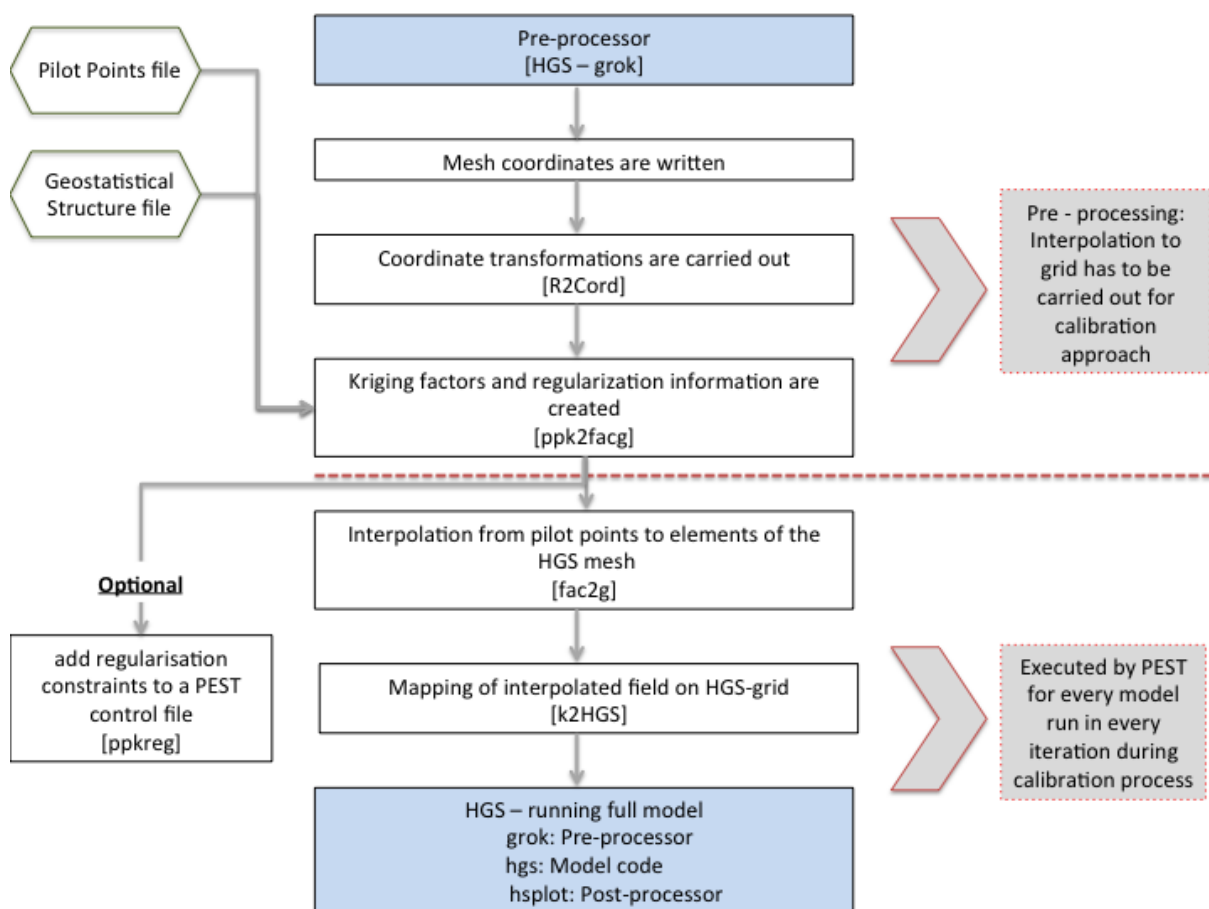 Pre-processor
[HGS – grok]
Pilot Points file
Geostatistical
Structure file
Mesh coordinates are written
Coordinate transformations are carried out
[R2Cord]
Kriging factors and regularization information are
created
[ppk2facg]
Pre - processing:
Interpolation to
grid has to be
carried out for
calibration
approach
Interpolation from pilot points to elements of the
HGS mesh
[fac2g]
Optional
add regularisation
constraints to a PEST
control file
[ppkreg]
Mapping of interpolated field on HGS-grid
[k2HGS]
Executed by PEST
for every model
run in every
iteration during
calibration process
HGS – running full model
grok: Pre-processor
hgs: Model code
hsplot: Post-processor